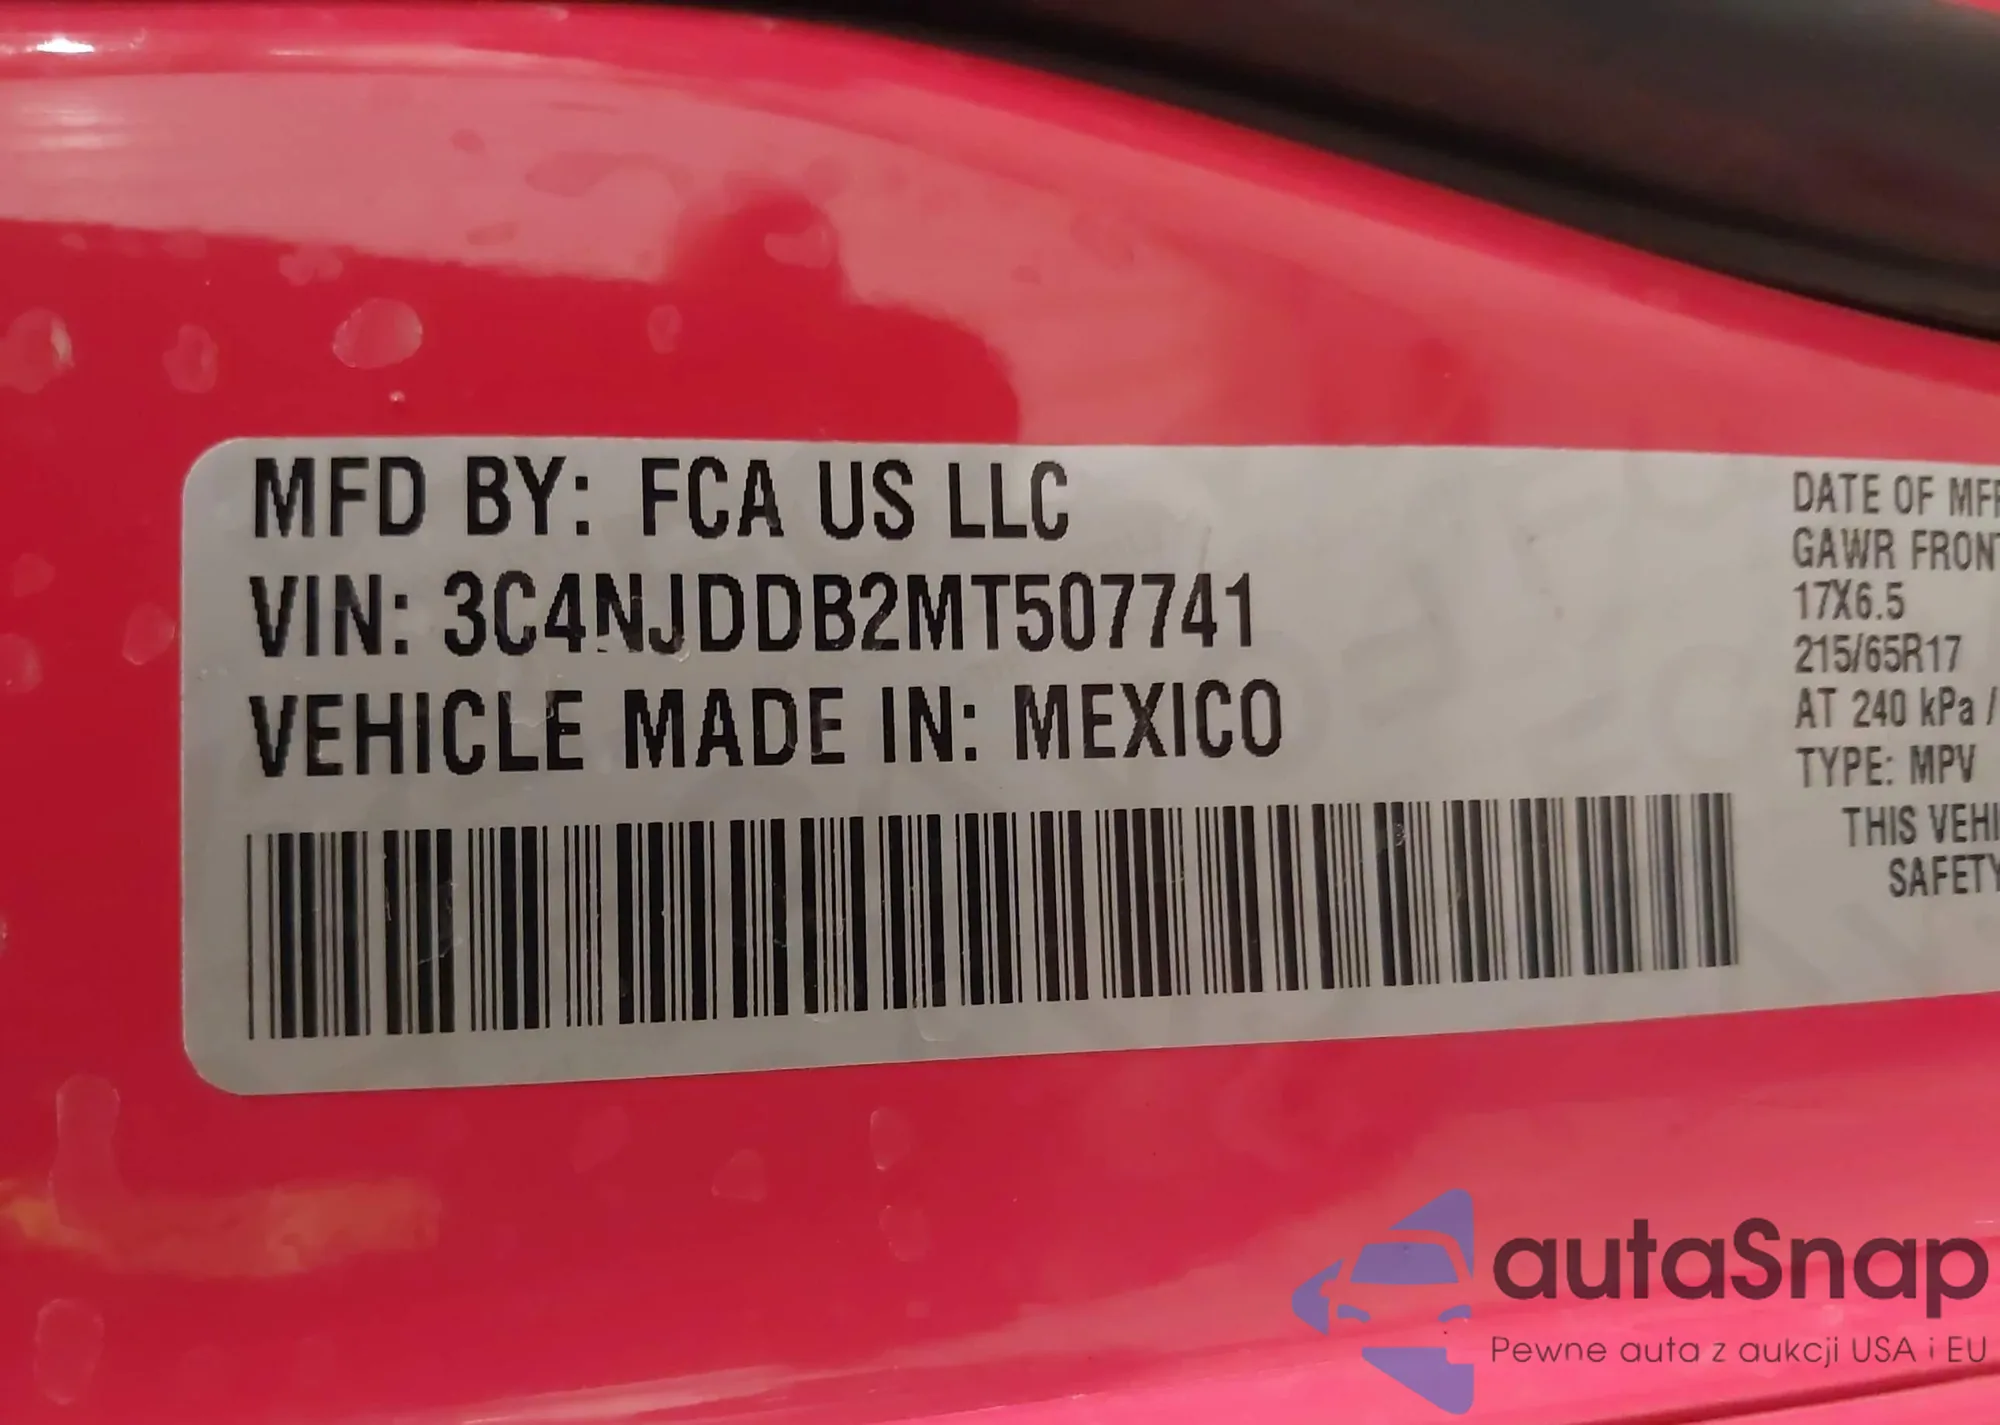 MFD BY: FCA US LLC
VIN: 3C4NJDDB2MT507741
VEHICLE MADE IN: MEXICO
DATE OF MFR
GAWR FRONT
17X6.5
215/65R17
AT 240 kPa /
TYPE: MPV
THIS VEHI
SAFETY
autaSnap
Pewne auta z aukcji USA i EU